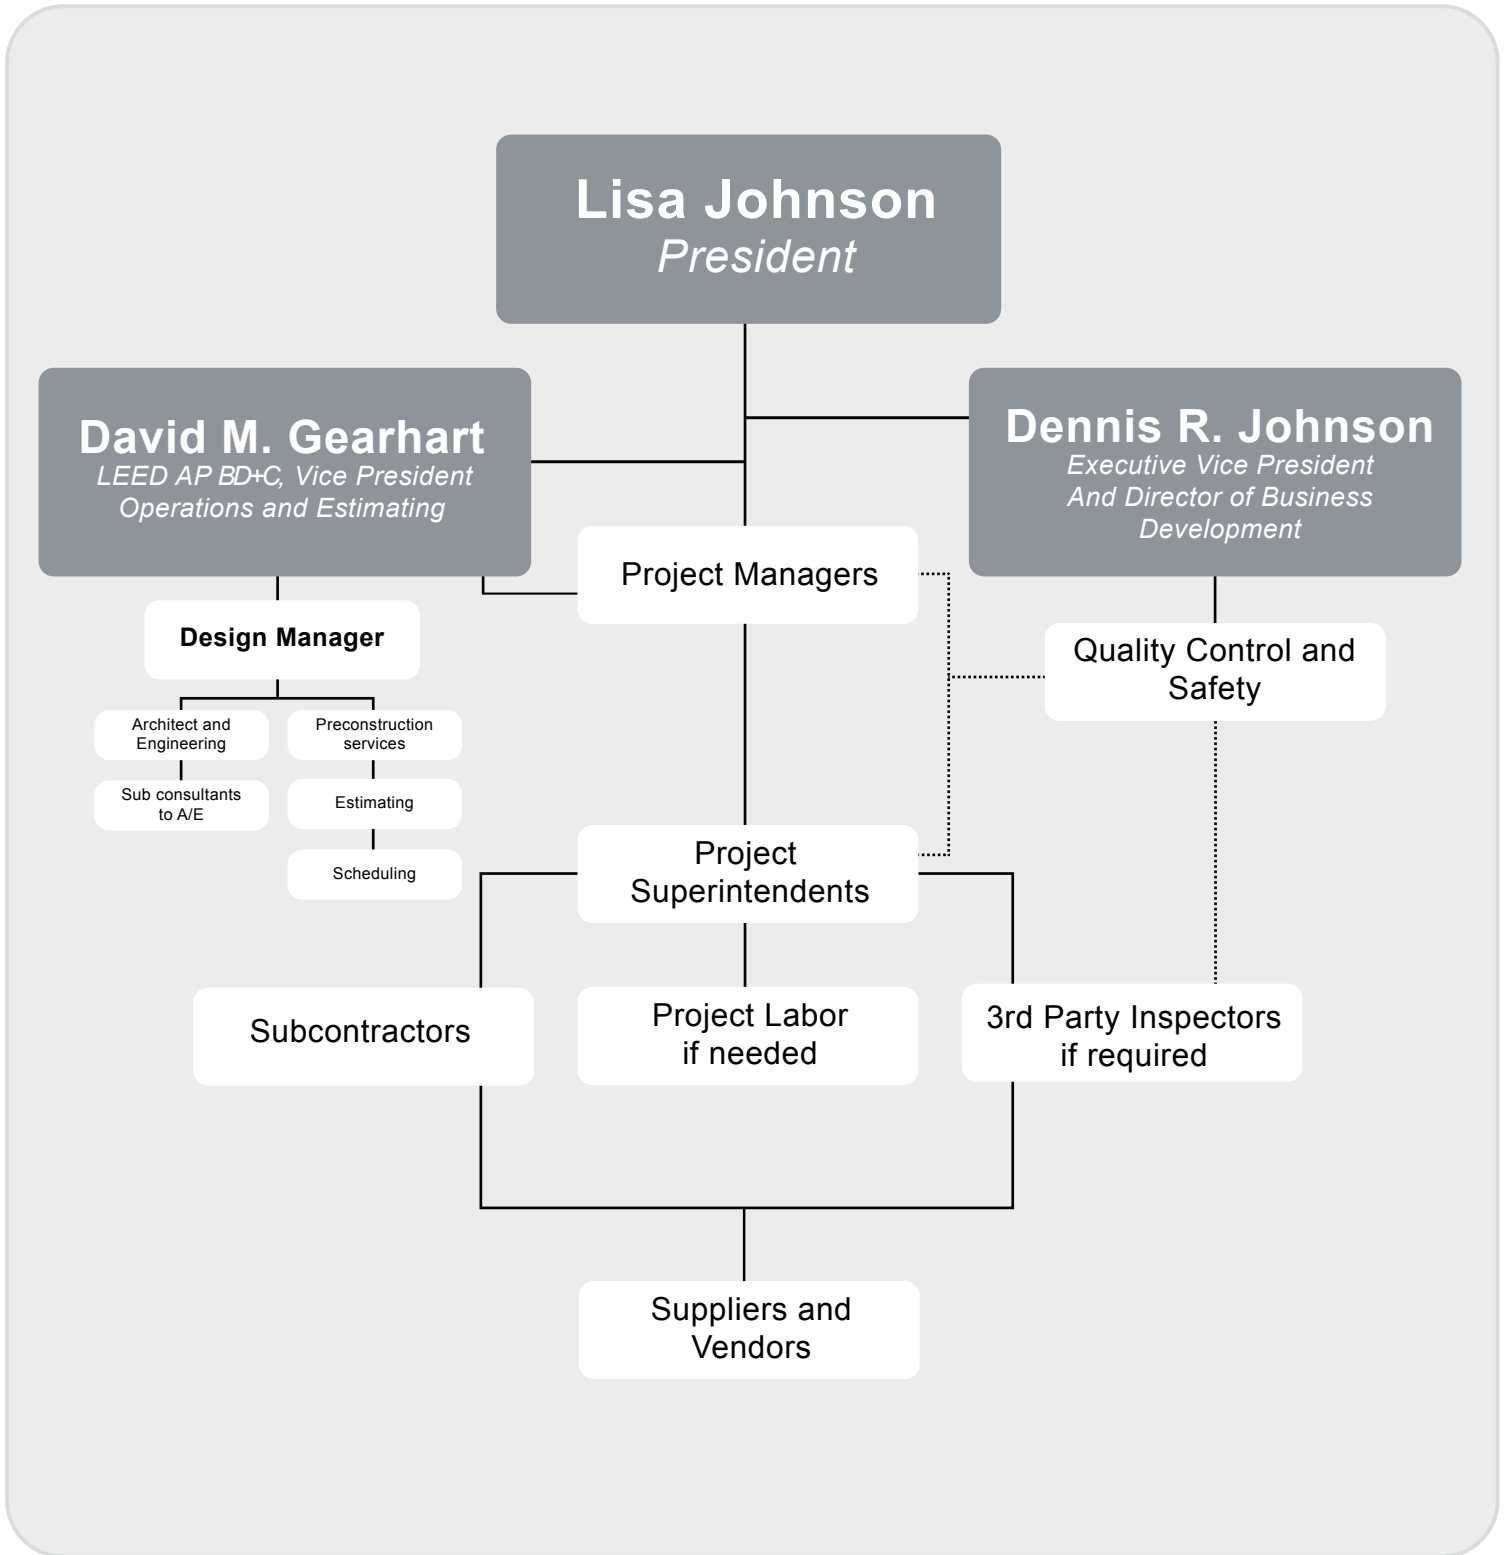 Lisa Johnson
President
David M. Gearhart
LEED AP BD+C, Vice President
Operations and Estimating
Dennis R. Johnson
Executive Vice President
And Director of Business
Development
Project Managers
Design Manager
Quality Control and
Safety
Architect and
Engineering
Preconstruction
services
Sub consultants
to A/E
Estimating
Scheduling
Project
Superintendents
Subcontractors
Project Labor
if needed
3rd Party Inspectors
if required
Suppliers and
Vendors